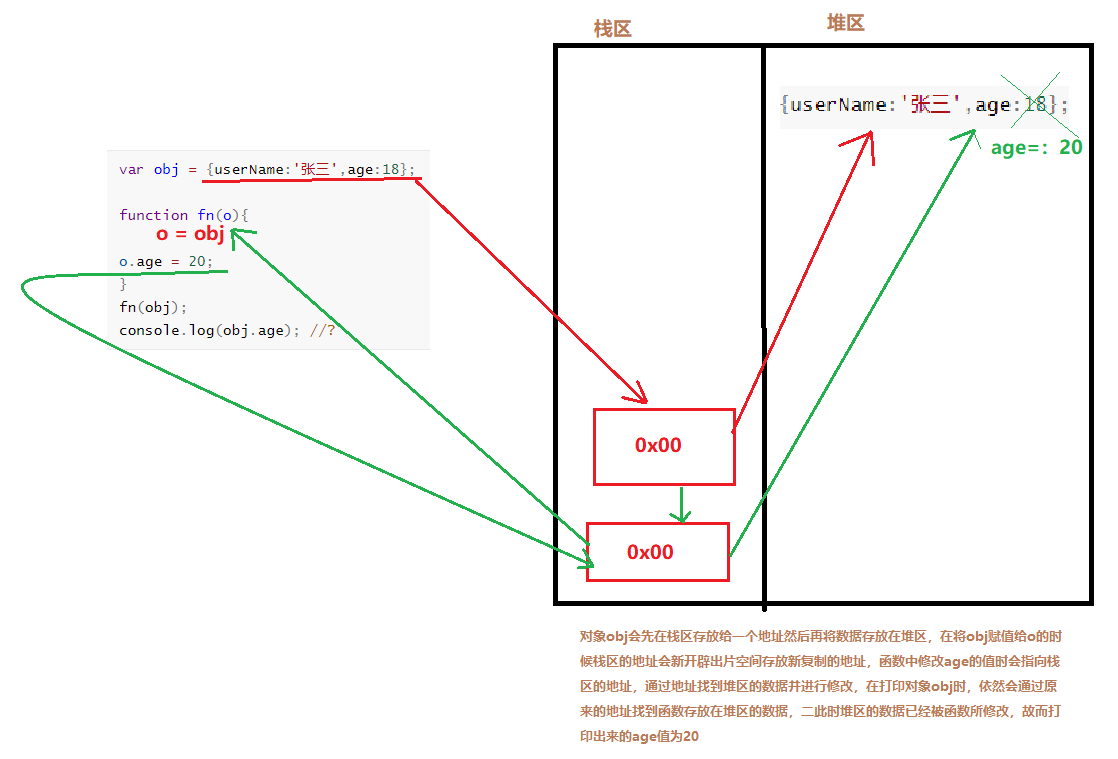 栈区
堆区
{userName:'张三',age:18};
age=：20
var obj = {userName:'张三',age:18};
function fn(o){
o = obj
o.age = 20;
}
fn(obj);
console.log(obj.age); //?
0x00
0x00
对象obj会先在栈区存放给一个地址然后再将数据存放在堆区，在将obj赋值给o的时
候栈区的地址会新开辟出片空间存放新复制的地址，函数中修改age的值时会指向栈
区的地址，通过地址找到堆区的数据并进行修改，在打印对象obj时，依然会通过原
来的地址找到函数存放在堆区的数据，二此时堆区的数据已经被函数所修改，故而打
印出来的age值为20